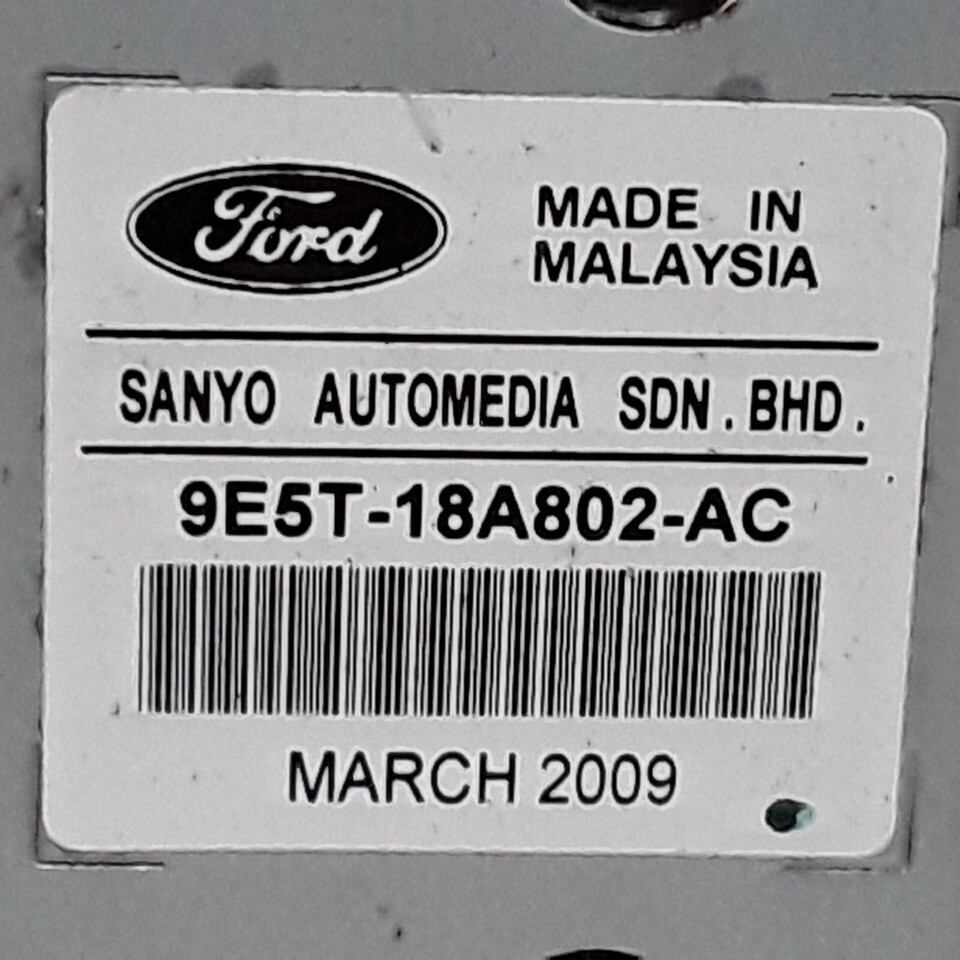 Ford
MADE IN
MALAYSIA
SANYO AUTOMEDIA SDN. BHD.
9E5T-18A802-AC
MARCH 2009